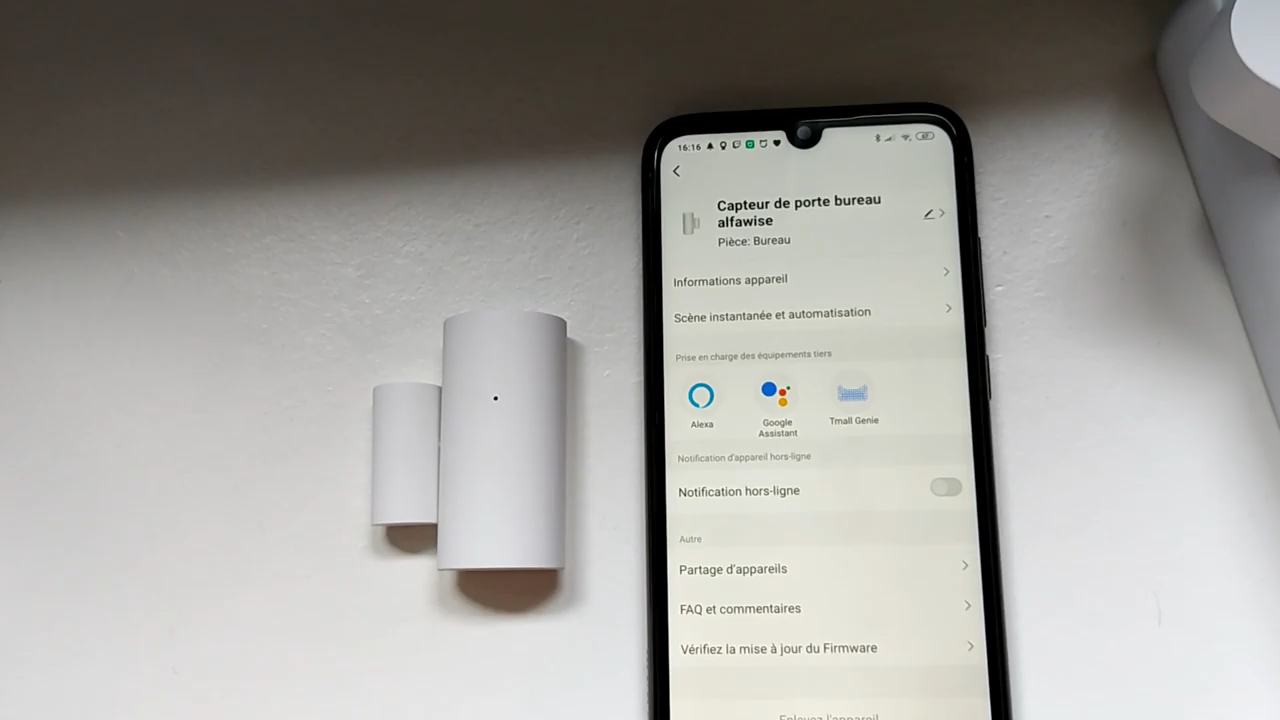 16:16
Capteur de porte bureau
alfawise
Pièce: Bureau
Informations appareil
Scène instantanée et automatisation
Prise en charge des équipements tiers
Alexa
Google
Assistant
Tmall Genie
Notification d'appareil hors-ligne
Notification hors-ligne
Autre
Partage d'appareils
FAQ et commentaires
Vérifiez la mise à jour du Firmware
Enlevez l'appareil